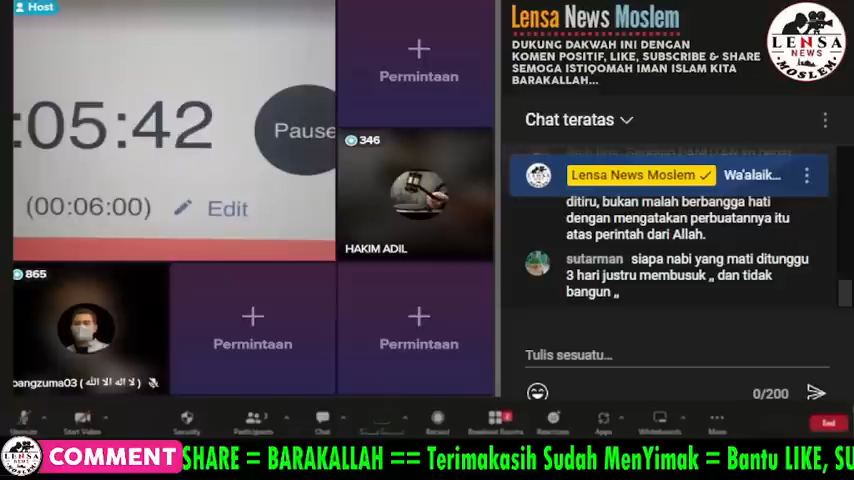 Host
:05:42
Pause
(00:06:00)
Edit
Permintaan
346
HAKIM ADIL
865
bangzuma03 ( لا اله الا الله )
Permintaan
Permintaan
Lensa News Moslem
DUKUNG DAKWAH INI DENGAN
KOMEN POSITIF, LIKE, SUBSCRIBE & SHARE
SEMOGA ISTIQOMAH IMAN ISLAM KITA
BARAKALLAH...
LENSA
NEWS
MOSLEM
Chat teratas
Lensa News Moslem Wa'alaik...
ditiru, bukan malah berbangga hati
dengan mengatakan perbuatannya itu
atas perintah dari Allah.
sutarman siapa nabi yang mati ditunggu
3 hari justru membusuk ,, dan tidak
bangun ,,
Tulis sesuatu...
0/200
Unmute
Start Video
Security
Participants
Chat
Record
Breakout Rooms
Reactions
Apps
Whiteboards
More
End
COMMENT
SHARE = BARAKALLAH == Terimakasih Sudah MenYimak = Bantu LIKE, SU